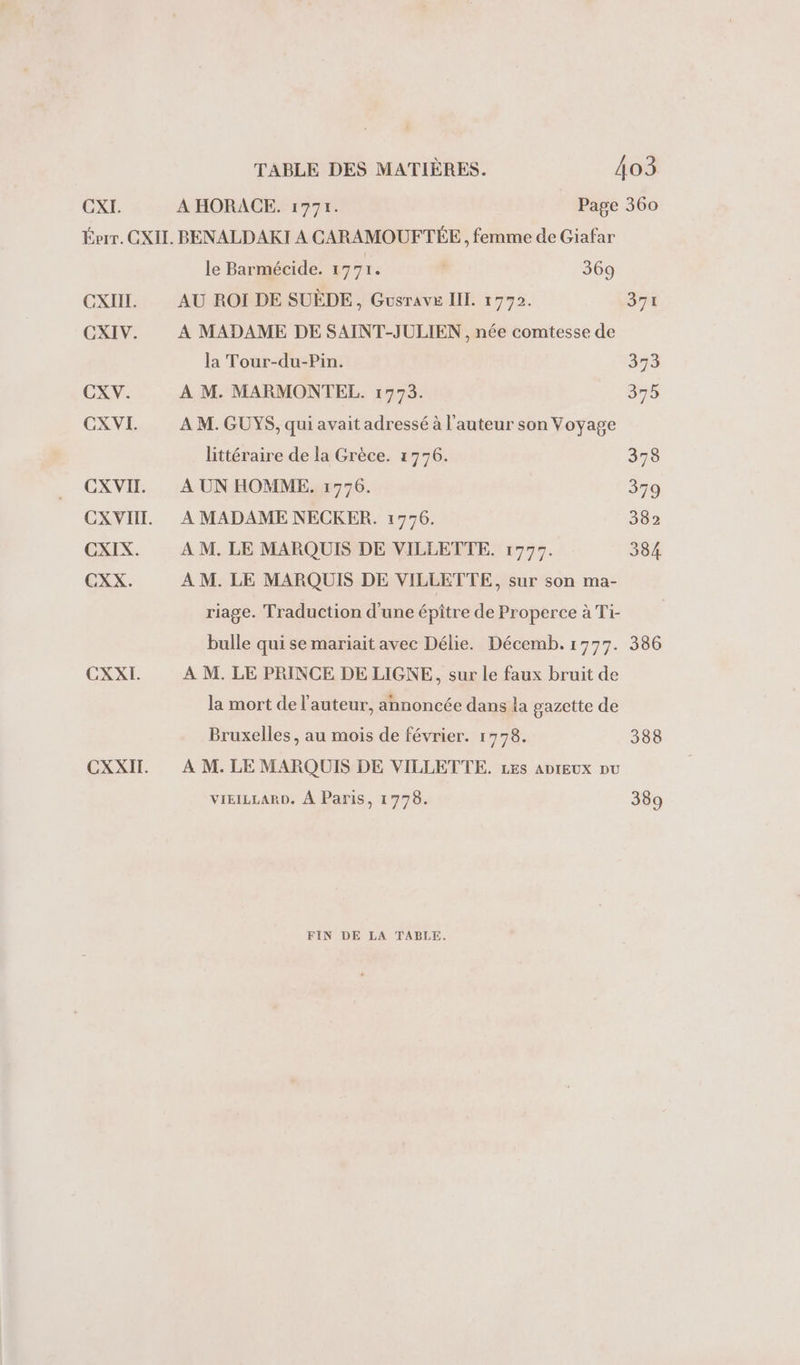 TABLE DES MATIÈRES. 403
CXI. A HORACE. 1771. Page 360
ÉPIT. CXII. BENALDAKI A CARAMOUFTÉE, femme de Giafar
le Barmécide. 1771. 369
CXIII. AU ROI DE SUÈDE, GUSTAVE III. 1772. 371
CXIV. A MADAME DE SAINT-JULIEN, née comtesse de
la Tour-du-Pin. 373
CXV. A M. MARMONTEL. 1773. 375
CXVI. A M. GUYS, qui avait adressé à l'auteur son Voyage
littéraire de la Grèce. 1776. 378
CXVII. A UN HOMME. 1776. 379
CXVIII. A MADAME NECKER. 1776. 382
CXIX. A M. LE MARQUIS DE VILLETTE. 1777. 384
CXX. A M. LE MARQUIS DE VILLETTE, sur son ma-
riage. Traduction d'une épître de Properce à Ti-
bulle qui se mariait avec Délie. Décemb. 1777. 386
CXXI. A M. LE PRINCE DE LIGNE, sur le faux bruit de
la mort de l'auteur, annoncée dans la gazette de
Bruxelles, au mois de février. 1778. 388
CXXII. A M. LE MARQUIS DE VILLETTE. LES ADIEUX DU
VIEILLARD. A Paris, 1778. 389
FIN DE LA TABLE.